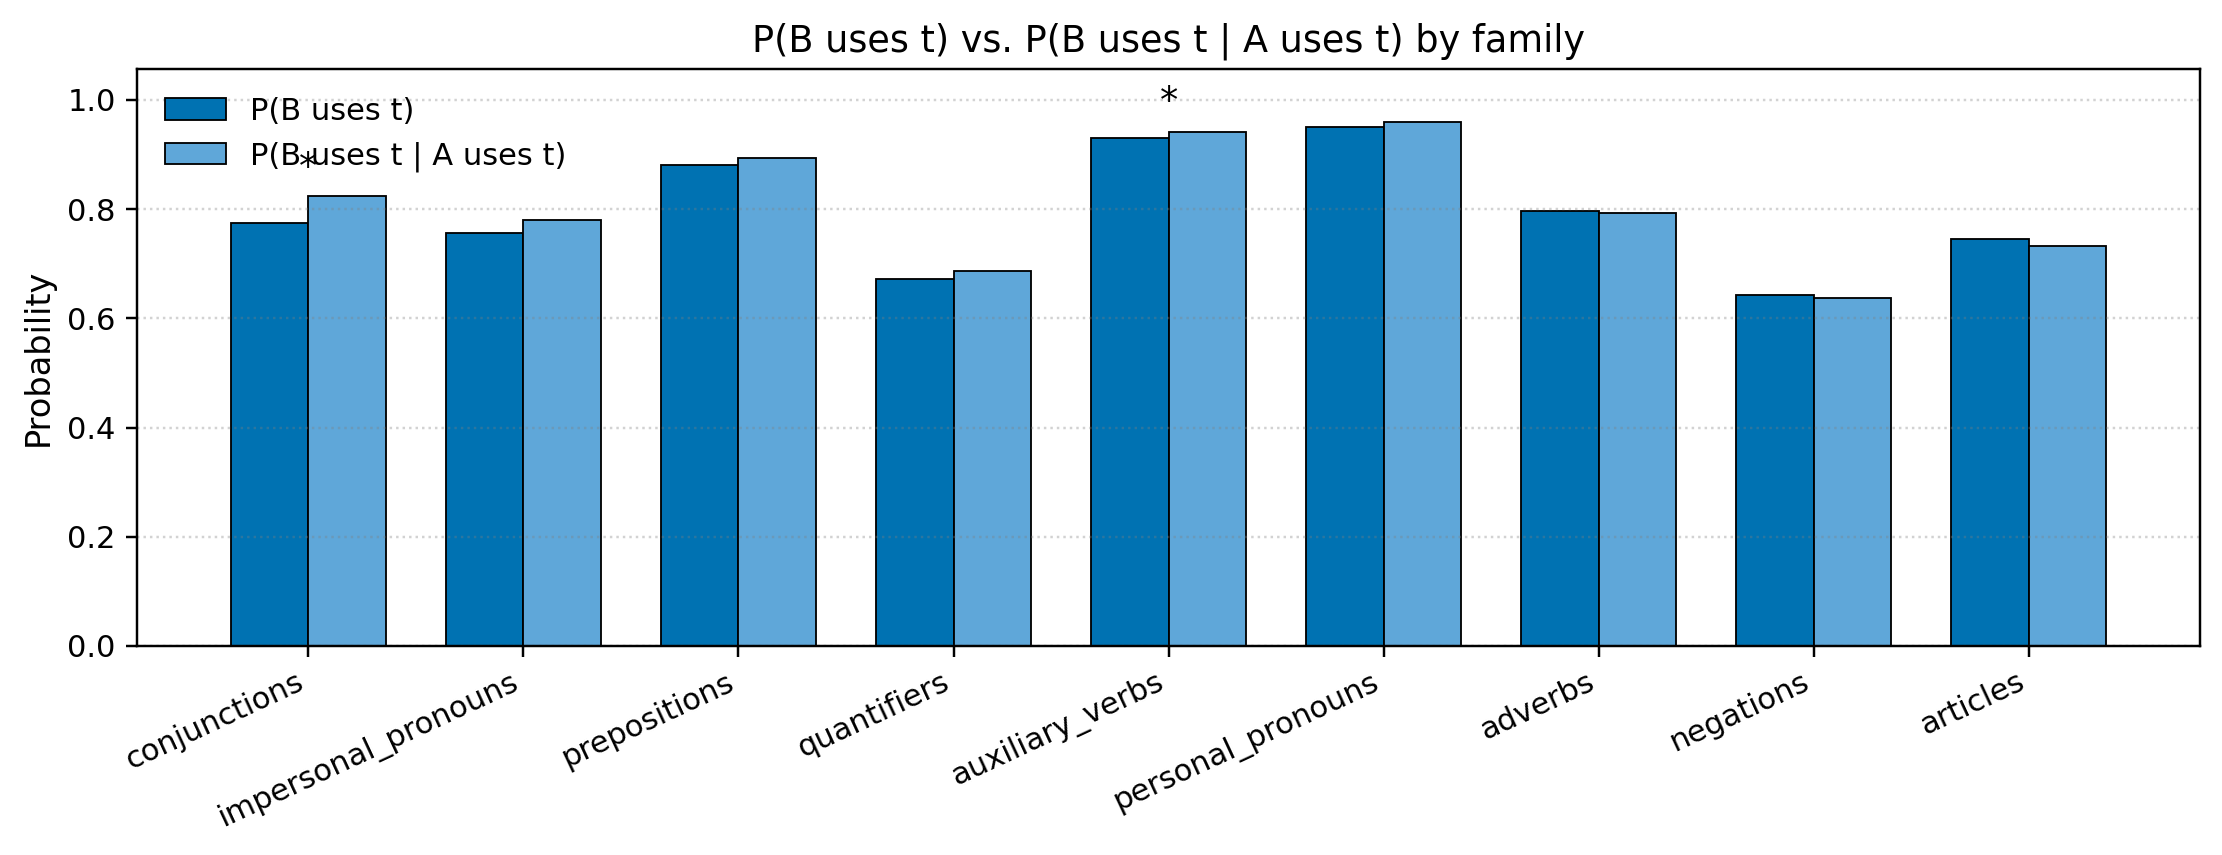 P(B uses t) vs. P(B uses t | A uses t) by family
P(B uses t)
P(B uses t | A uses t)
*
*
Probability
1.0
0.8
0.6
0.4
0.2
0.0
conjunctions
impersonal_pronouns
prepositions
quantifiers
auxiliary_verbs
personal_pronouns
adverbs
negations
articles